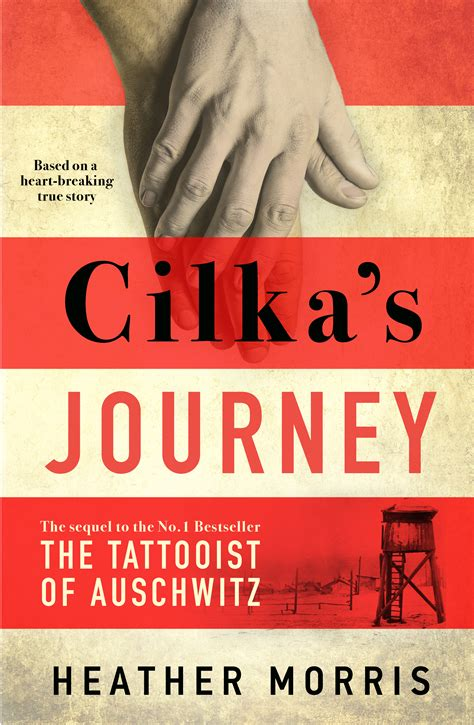 Based on a
heart-breaking
true story
Cilka's
JOURNEY
The sequel to the No.1 Bestseller
THE TATTOOIST
OF AUSCHWITZ
HEATHER MORRIS